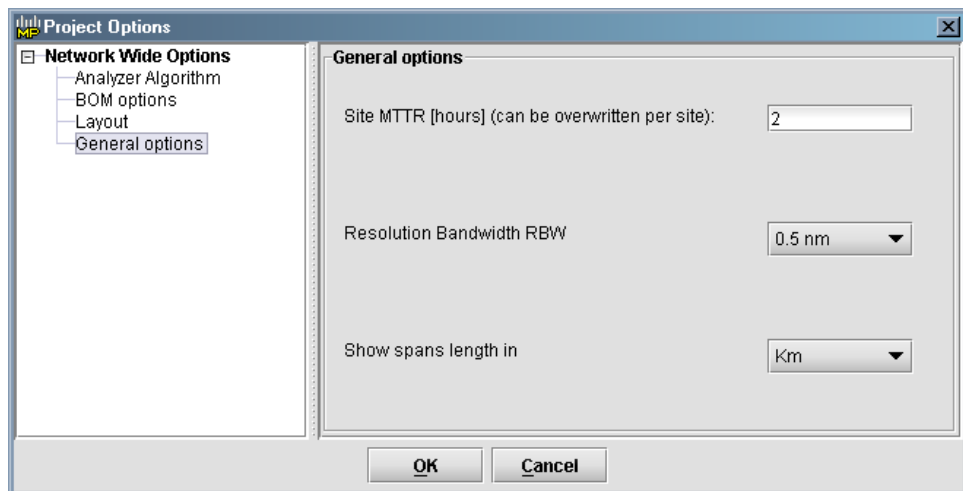 MP Project Options
Network Wide Options
Analyzer Algorithm
BOM options
Layout
General options
General options
Site MTTR [hours] (can be overwritten per site):
2
Resolution Bandwidth RBW
0.5 nm
Show spans length in
Km
OK
Cancel